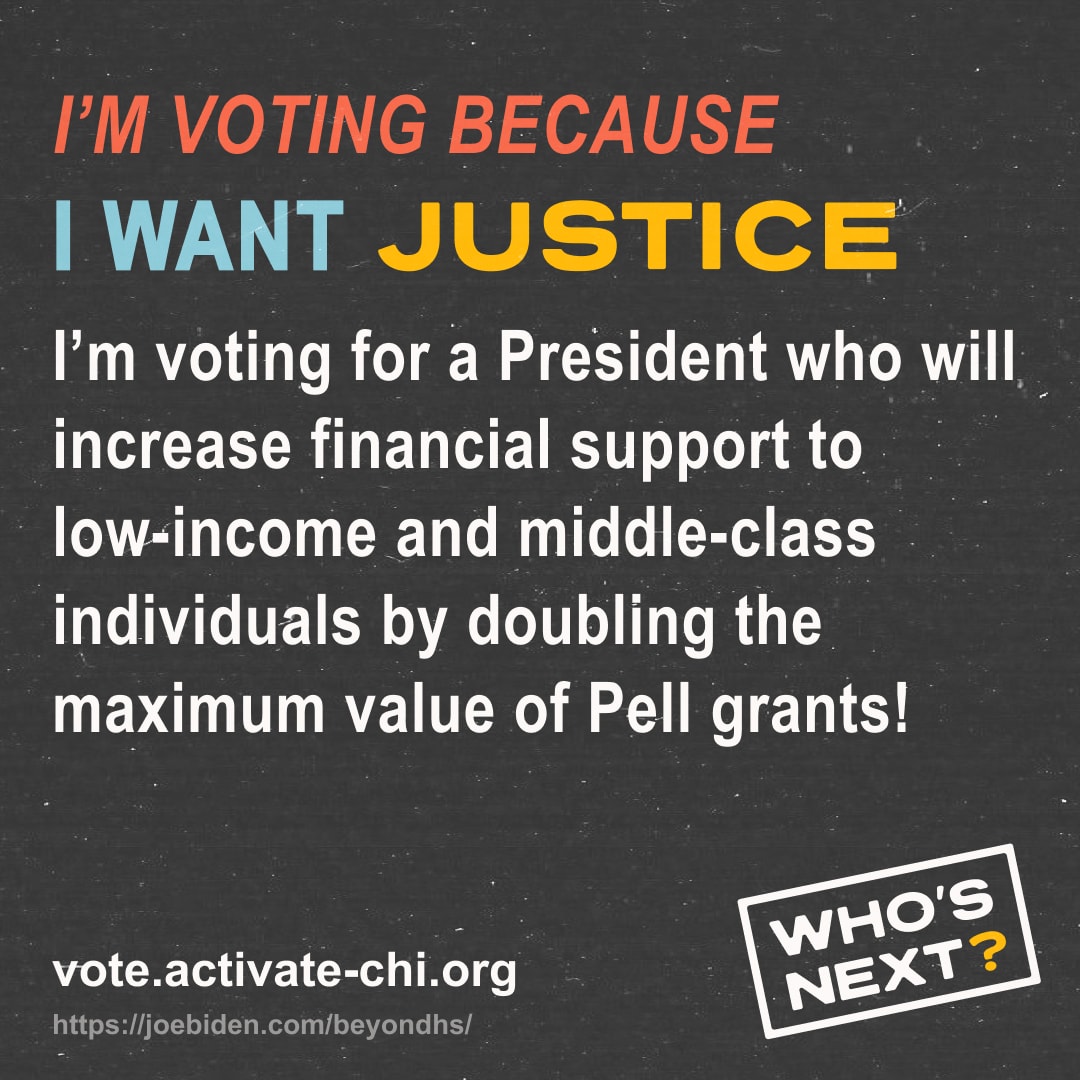 I'M VOTING BECAUSE
I WANT JUSTICE
I'm voting for a President who will
increase financial support to
low-income and middle-class
individuals by doubling the
maximum value of Pell grants!
WHO'S
NEXT?
vote.activate-chi.org
https://joebiden.com/beyondhs/